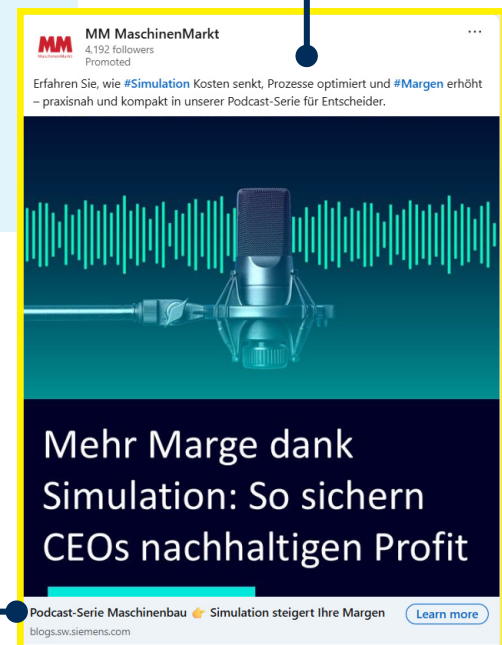 MM MaschinenMarkt
MM
MaschinenMarkt
4,192 followers
Promoted
Erfahren Sie, wie #Simulation Kosten senkt, Prozesse optimiert und #Margen erhöht
– praxisnah und kompakt in unserer Podcast-Serie für Entscheider.
Mehr Marge dank
Simulation: So sichern
CEOs nachhaltigen Profit
Podcast-Serie Maschinenbau 👉 Simulation steigert Ihre Margen
Learn more
blogs.sw.siemens.com